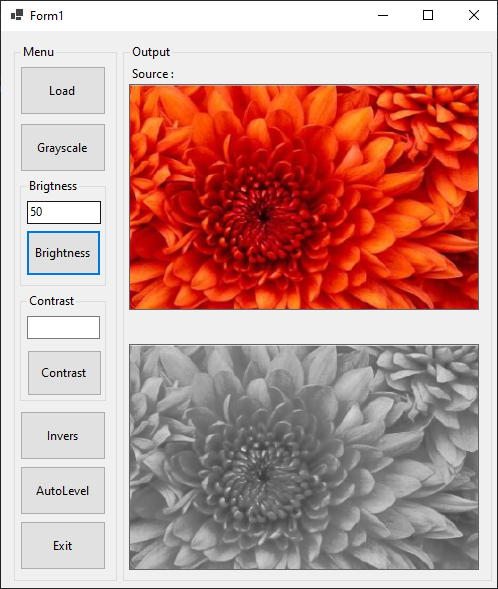 Form1
Menu
Load
Grayscale
Brigtness
50
Brightness
Contrast
Contrast
Invers
AutoLevel
Exit
Output
Source :